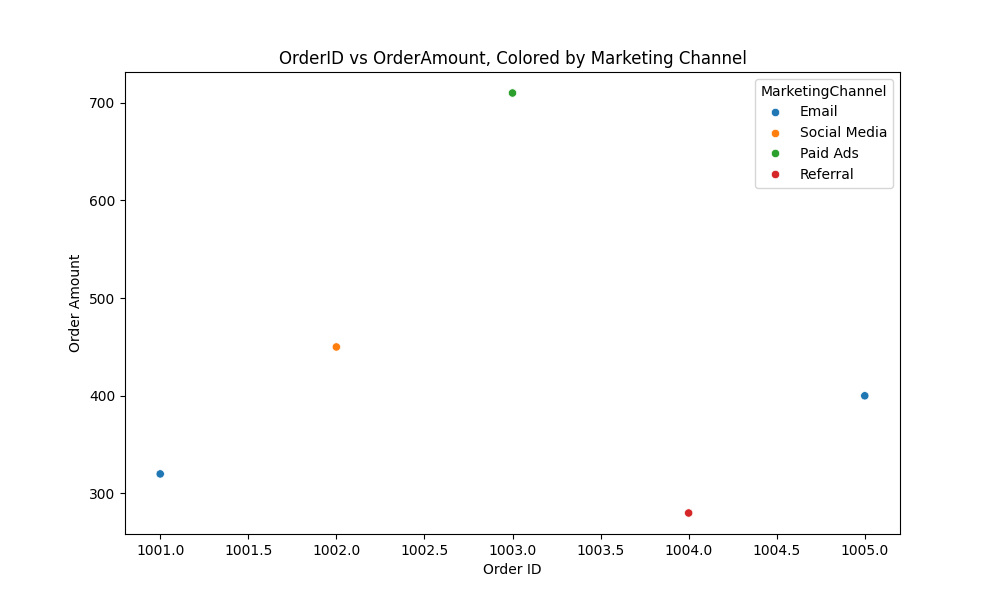 OrderID vs OrderAmount, Colored by Marketing Channel
MarketingChannel
Email
Social Media
Paid Ads
Referral
Order Amount
700
600
500
400
300
1001.0 1001.5 1002.0 1002.5 1003.0 1003.5 1004.0 1004.5 1005.0
Order ID